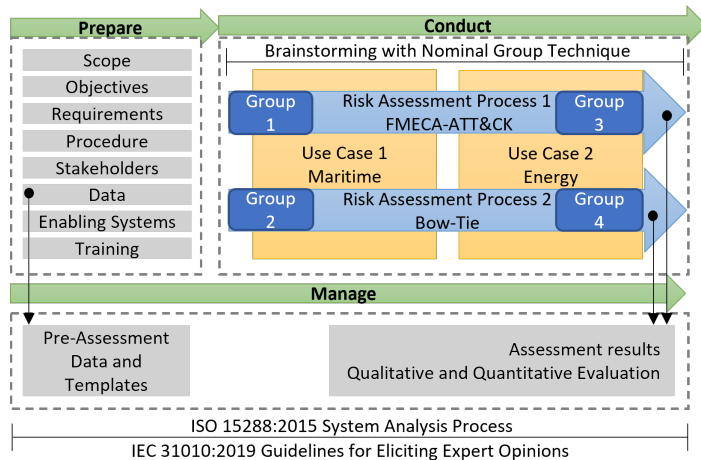 Prepare
Conduct
Scope
Objectives
Requirements
Procedure
Stakeholders
Data
Enabling Systems
Training
Brainstorming with Nominal Group Technique
Group
1
Risk Assessment Process 1
FMECA-ATT&CK
Group
3
Use Case 1
Maritime
Use Case 2
Energy
Group
2
Risk Assessment Process 2
Bow-Tie
Group
4
Manage
Pre-Assessment
Data and
Templates
Assessment results
Qualitative and Quantitative Evaluation
ISO 15288:2015 System Analysis Process
IEC 31010:2019 Guidelines for Eliciting Expert Opinions